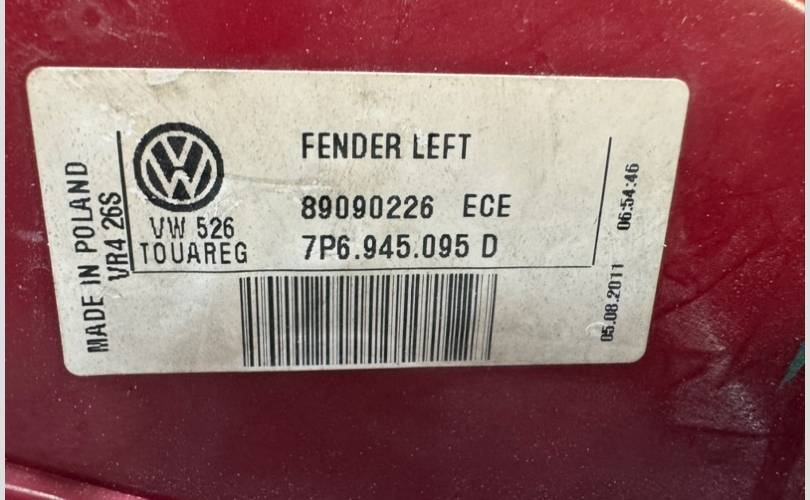 FENDER LEFT
89090226 ECE
7P6.945.095 D
VW 526
TOUAREG
MADE IN POLAND
VR4 26S
05.08.2011 06:54:46